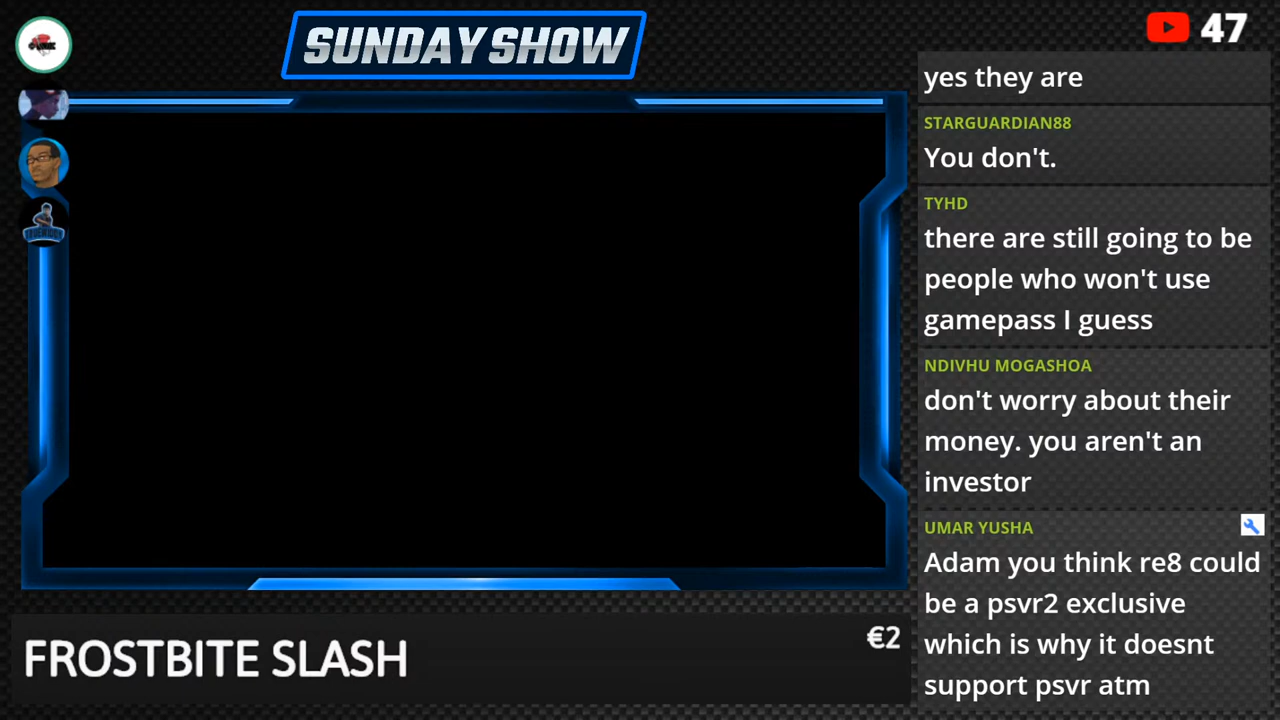 SUNDAY SHOW
47
yes they are
STARGUARDIAN88
You don't.
TYHD
there are still going to be
people who won't use
gamepass I guess
NDIVHU MOGASHOA
don't worry about their
money. you aren't an
investor
UMAR YUSHA
Adam you think re8 could
be a psvr2 exclusive
which is why it doesnt
support psvr atm
FROSTBITE SLASH
€2